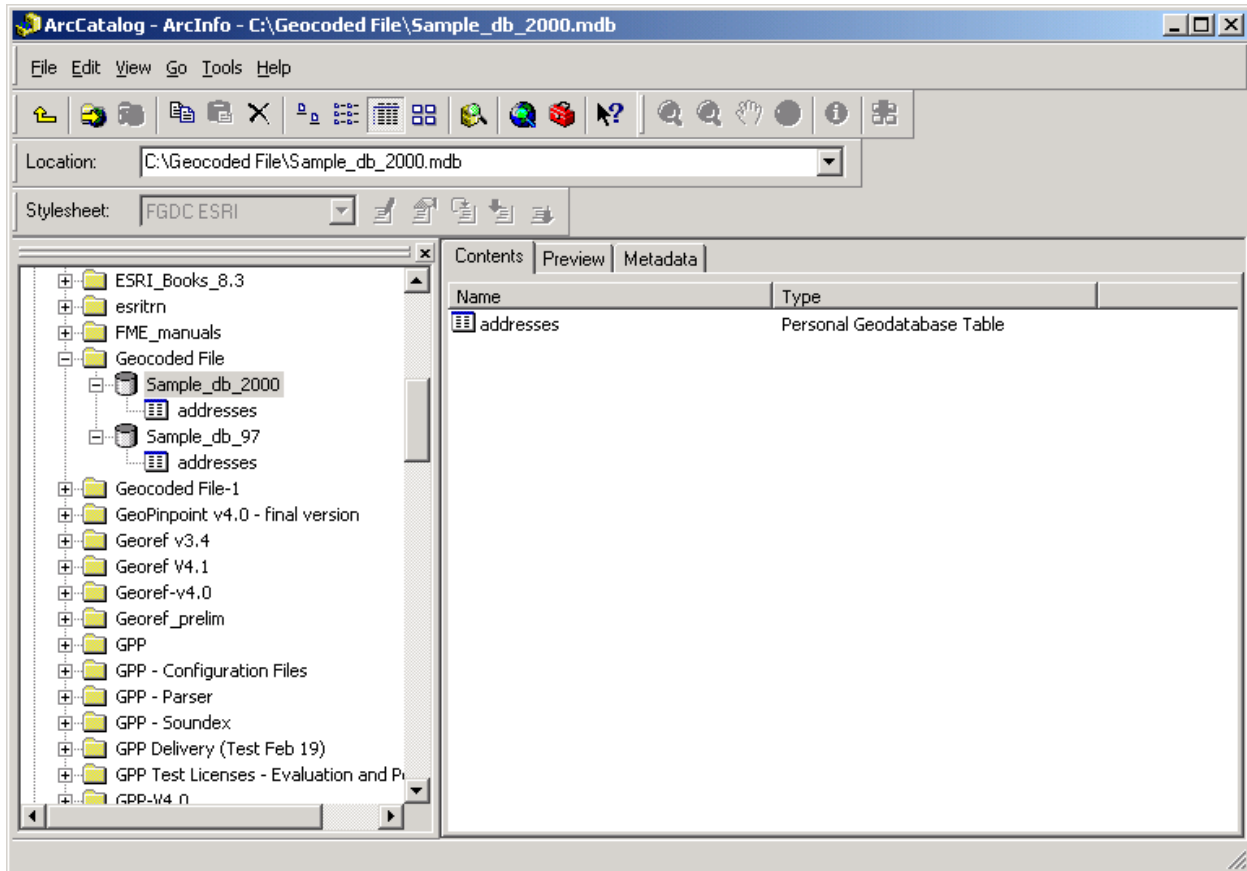 ArcCatalog - ArcInfo - C:\Geocoded File\Sample_db_2000.mdb
File Edit View Go Tools Help
Location: C:\Geocoded File\Sample_db_2000.mdb
Stylesheet: FGDC ESRI
Contents Preview Metadata
Name Type
addresses Personal Geodatabase Table
ESRI_Books_8.3
esritrn
FME_manuals
Geocoded File
Sample_db_2000
addresses
Sample_db_97
addresses
Geocoded File-1
GeoPinpoint v4.0 - final version
Georef v3.4
Georef V4.1
Georef-v4.0
Georef_prelim
GPP
GPP - Configuration Files
GPP - Parser
GPP - Soundex
GPP Delivery (Test Feb 19)
GPP Test Licenses - Evaluation and
GPP-V4.0